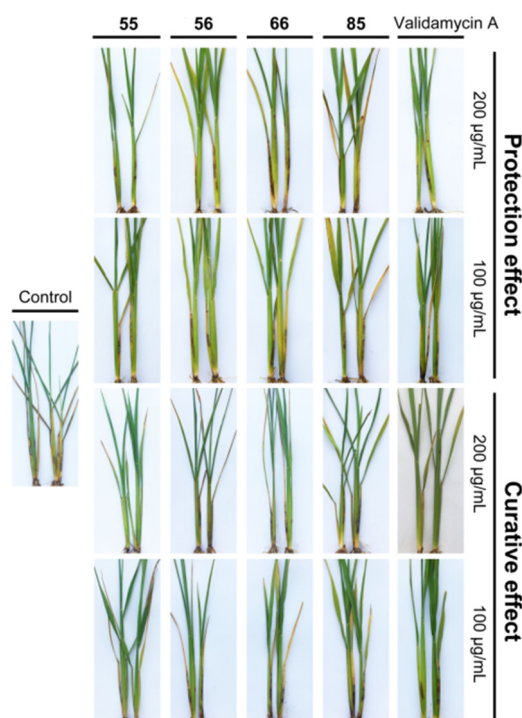 55 56 66 85 Validamycin A
200 µg/mL
Protection effect
100 µg/mL
Control
200 µg/mL
Curative effect
100 µg/mL